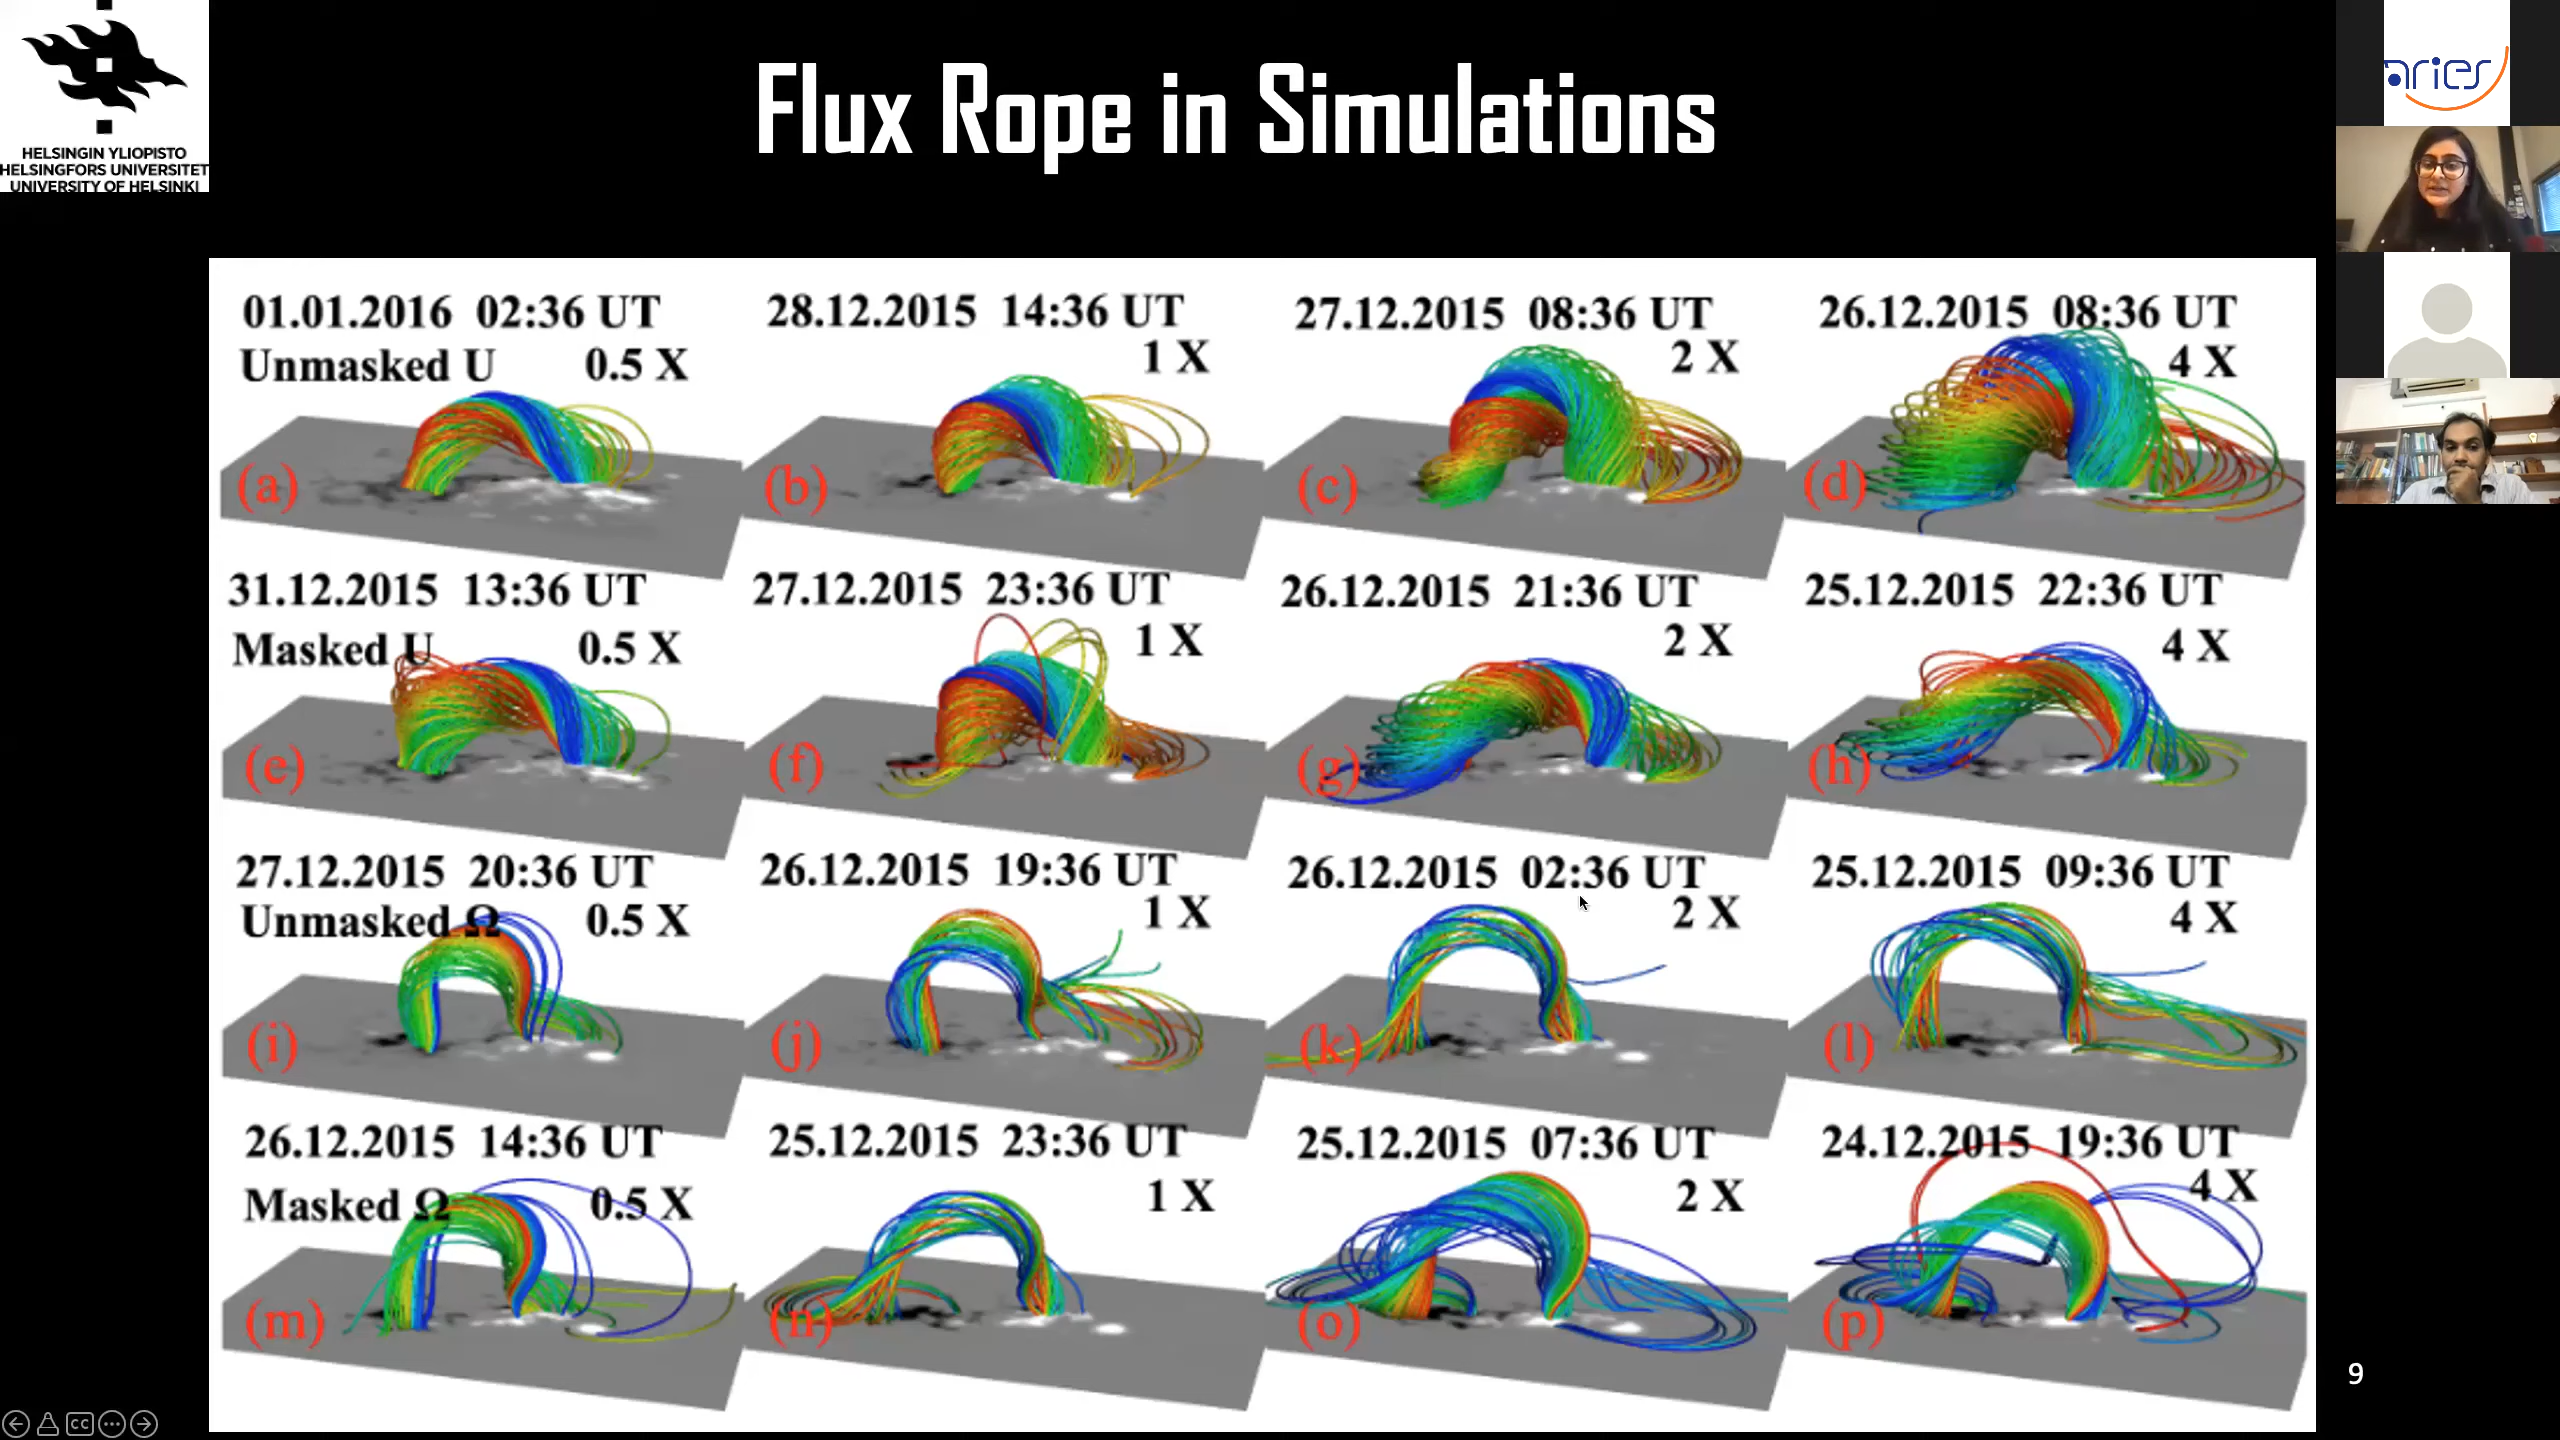 HELSINGIN YLIOPISTO
HELSINGFORS UNIVERSITET
UNIVERSITY OF HELSINKI
Flux Rope in Simulations
aries
01.01.2016 02:36 UT
Unmasked U 0.5 X
(a)
28.12.2015 14:36 UT
1 X
(b)
27.12.2015 08:36 UT
2 X
(c)
26.12.2015 08:36 UT
4 X
(d)
31.12.2015 13:36 UT
Masked U 0.5 X
(e)
27.12.2015 23:36 UT
1 X
(f)
26.12.2015 21:36 UT
2 X
(g)
25.12.2015 22:36 UT
4 X
(h)
27.12.2015 20:36 UT
Unmasked Ω 0.5 X
(i)
26.12.2015 19:36 UT
1 X
(j)
26.12.2015 02:36 UT
2 X
(k)
25.12.2015 09:36 UT
4 X
(l)
26.12.2015 14:36 UT
Masked Ω 0.5 X
(m)
25.12.2015 23:36 UT
1 X
(n)
25.12.2015 07:36 UT
2 X
(o)
24.12.2015 19:36 UT
4 X
(p)
9
CC